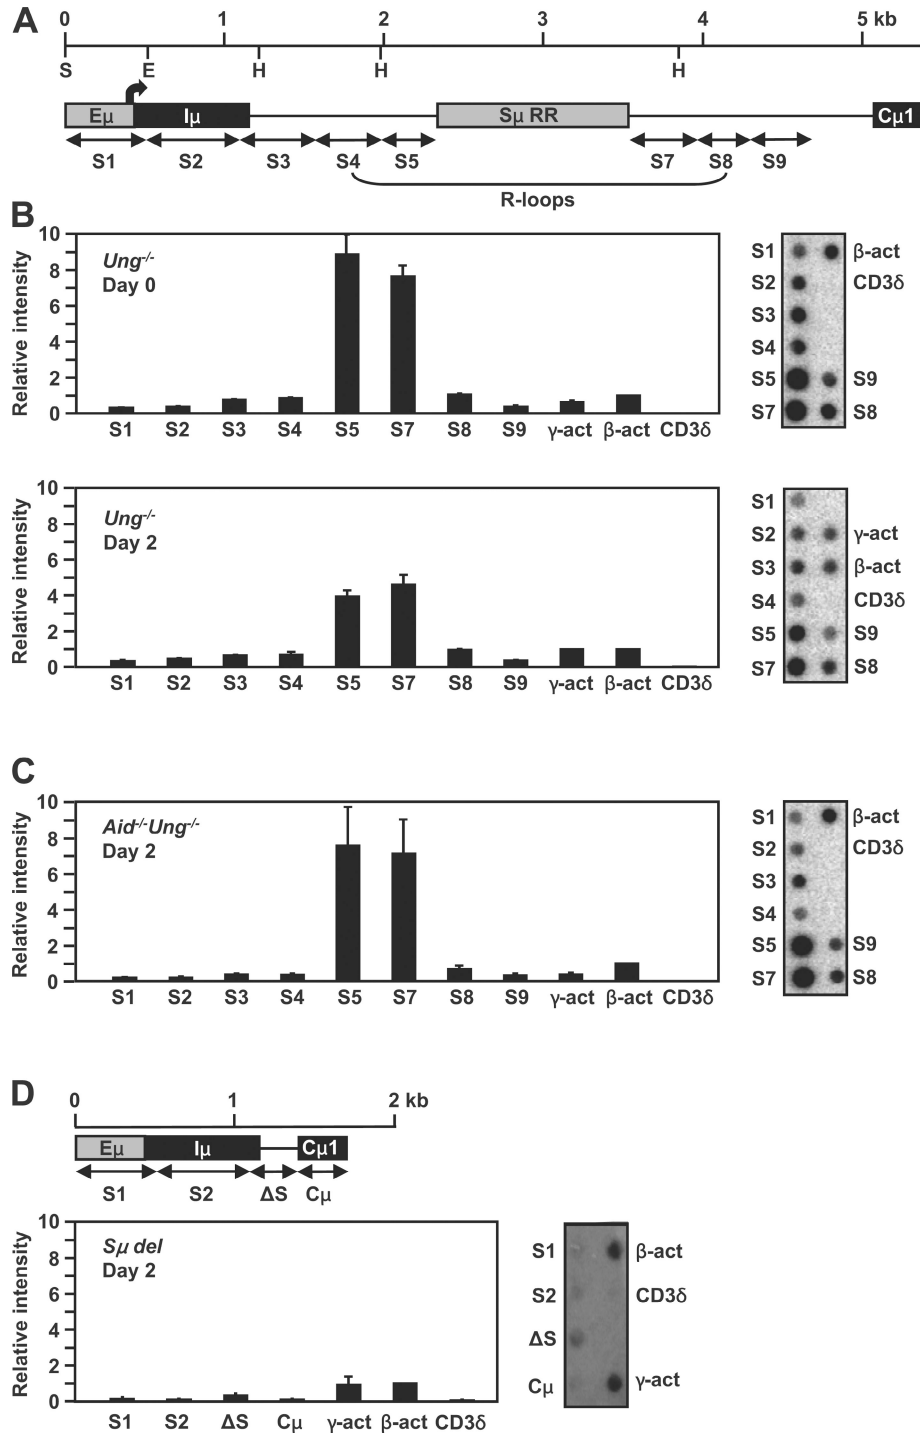 A
0 1 2 3 4 5 kb
S E H H H
Eμ Iμ Sμ RR Cμ1
S1 S2 S3 S4 S5 S7 S8 S9
R-loops
B
10
8
6
4
2
0
Relative intensity
Ung-/-
Day 0
S1 S2 S3 S4 S5 S7 S8 S9 γ-act β-act CD3δ
S1 β-act
S2 CD3δ
S3
S4
S5 S9
S7 S8
10
8
6
4
2
0
Relative intensity
Ung-/-
Day 2
S1 S2 S3 S4 S5 S7 S8 S9 γ-act β-act CD3δ
S1
S2 γ-act
S3 β-act
S4 CD3δ
S5 S9
S7 S8
C
10
8
6
4
2
0
Relative intensity
Aid-/-Ung-/-
Day 2
S1 S2 S3 S4 S5 S7 S8 S9 γ-act β-act CD3δ
S1 β-act
S2 CD3δ
S3
S4
S5 S9
S7 S8
D
0 1 2 kb
Eμ Iμ Cμ1
S1 S2 ΔS Cμ
10
8
6
4
2
0
Relative intensity
Sμ del
Day 2
S1 S2 ΔS Cμ γ-act β-act CD3δ
S1 β-act
S2 CD3δ
ΔS
Cμ γ-act